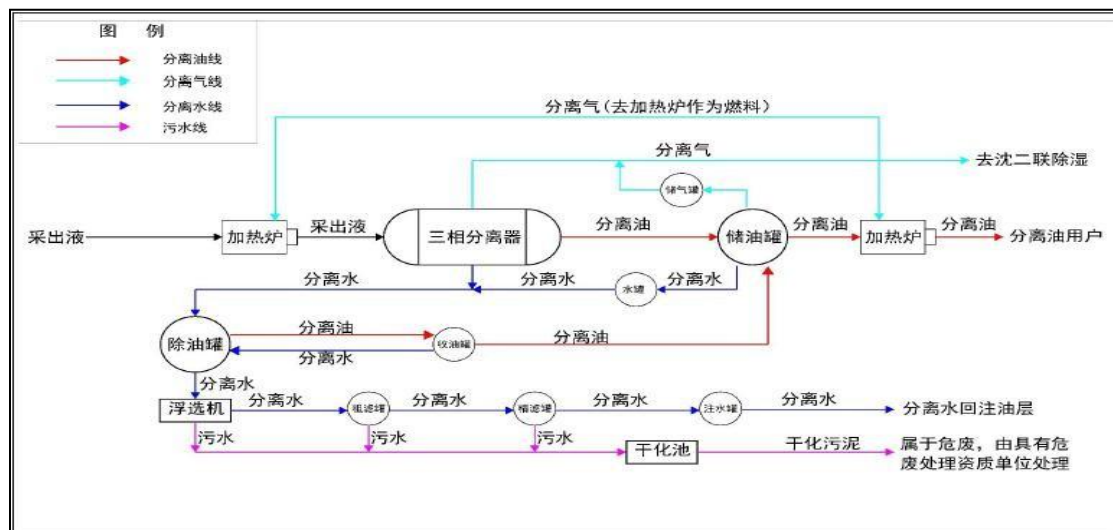 图 例
分离油线
分离气线
分离水线
污水线
分离气(去加热炉作为燃料)
分离气
去沈二联除湿
储气罐
采出液
加热炉
采出液
三相分离器
分离油
储油罐
分离油
加热炉
分离油
分离油用户
分离水
分离水
水罐
分离水
除油罐
分离油
分离水
收油罐
分离油
分离水
浮选机
分离水
粗滤罐
分离水
精滤罐
分离水
注水罐
分离水
分离水回注油层
污水
污水
污水
干化池
干化污泥
属于危废，由具有危
废处理资质单位处理